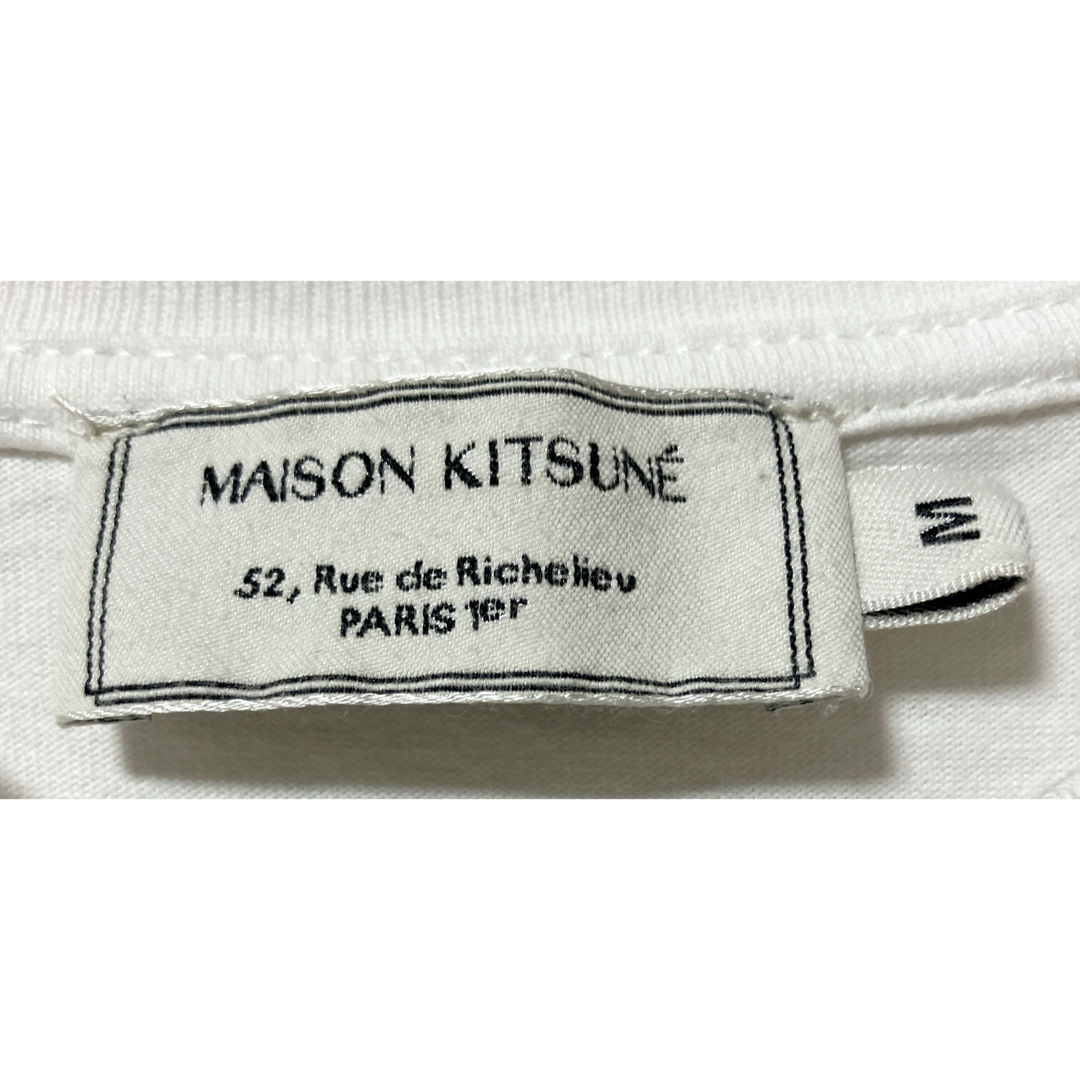 MAISON KITSUNÉ
52, Rue de Richelieu
PARIS 1er
M